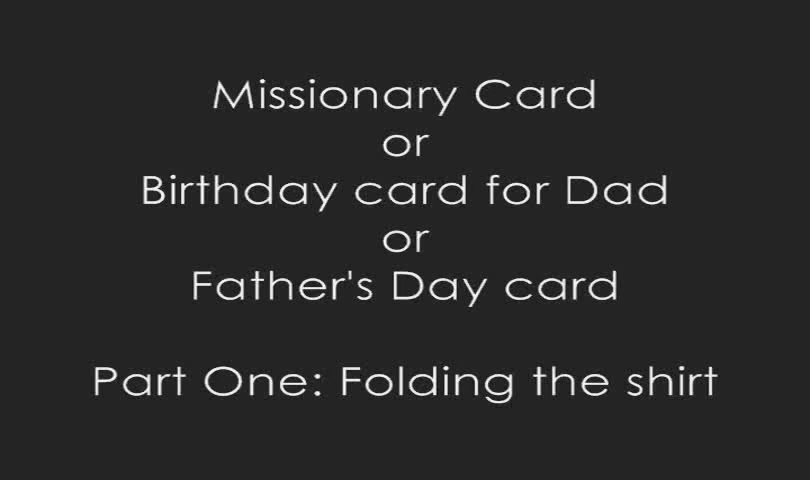 Missionary Card
or
Birthday card for Dad
or
Father's Day card
Part One: Folding the shirt